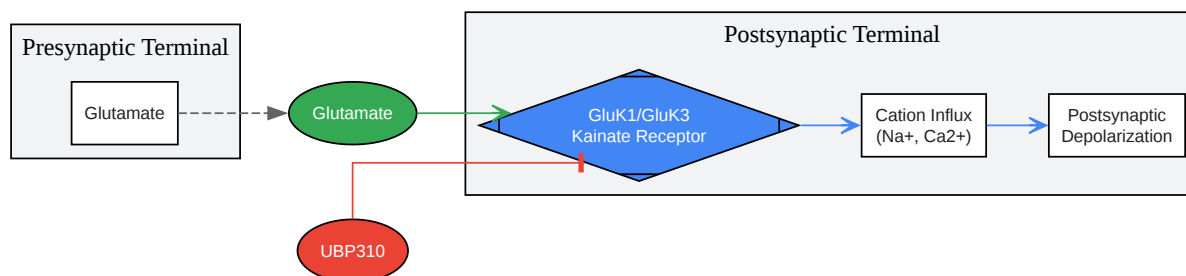 Presynaptic Terminal
Glutamate
Glutamate
Postsynaptic Terminal
GluK1/GluK3
Kainate Receptor
Cation Influx
(Na+, Ca2+)
Postsynaptic
Depolarization
UBP310